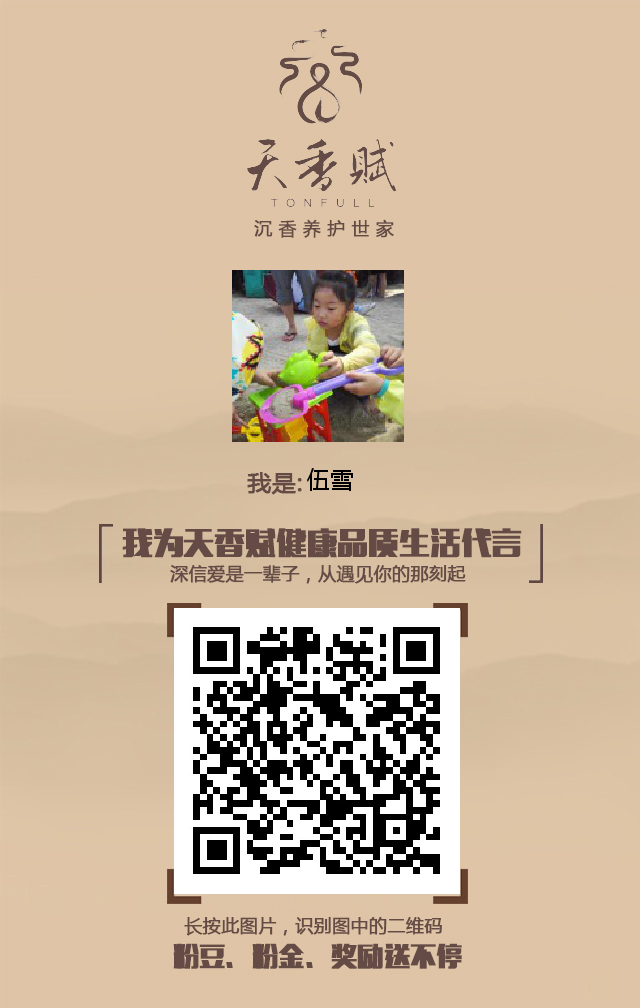 天香赋
TONFULL
沉香养护世家
我是:伍雪
我为天香赋健康品质生活代言
深信爱是一辈子，从遇见你的那刻起
长按此图片，识别图中的二维码
粉豆、粉金、奖励送不停